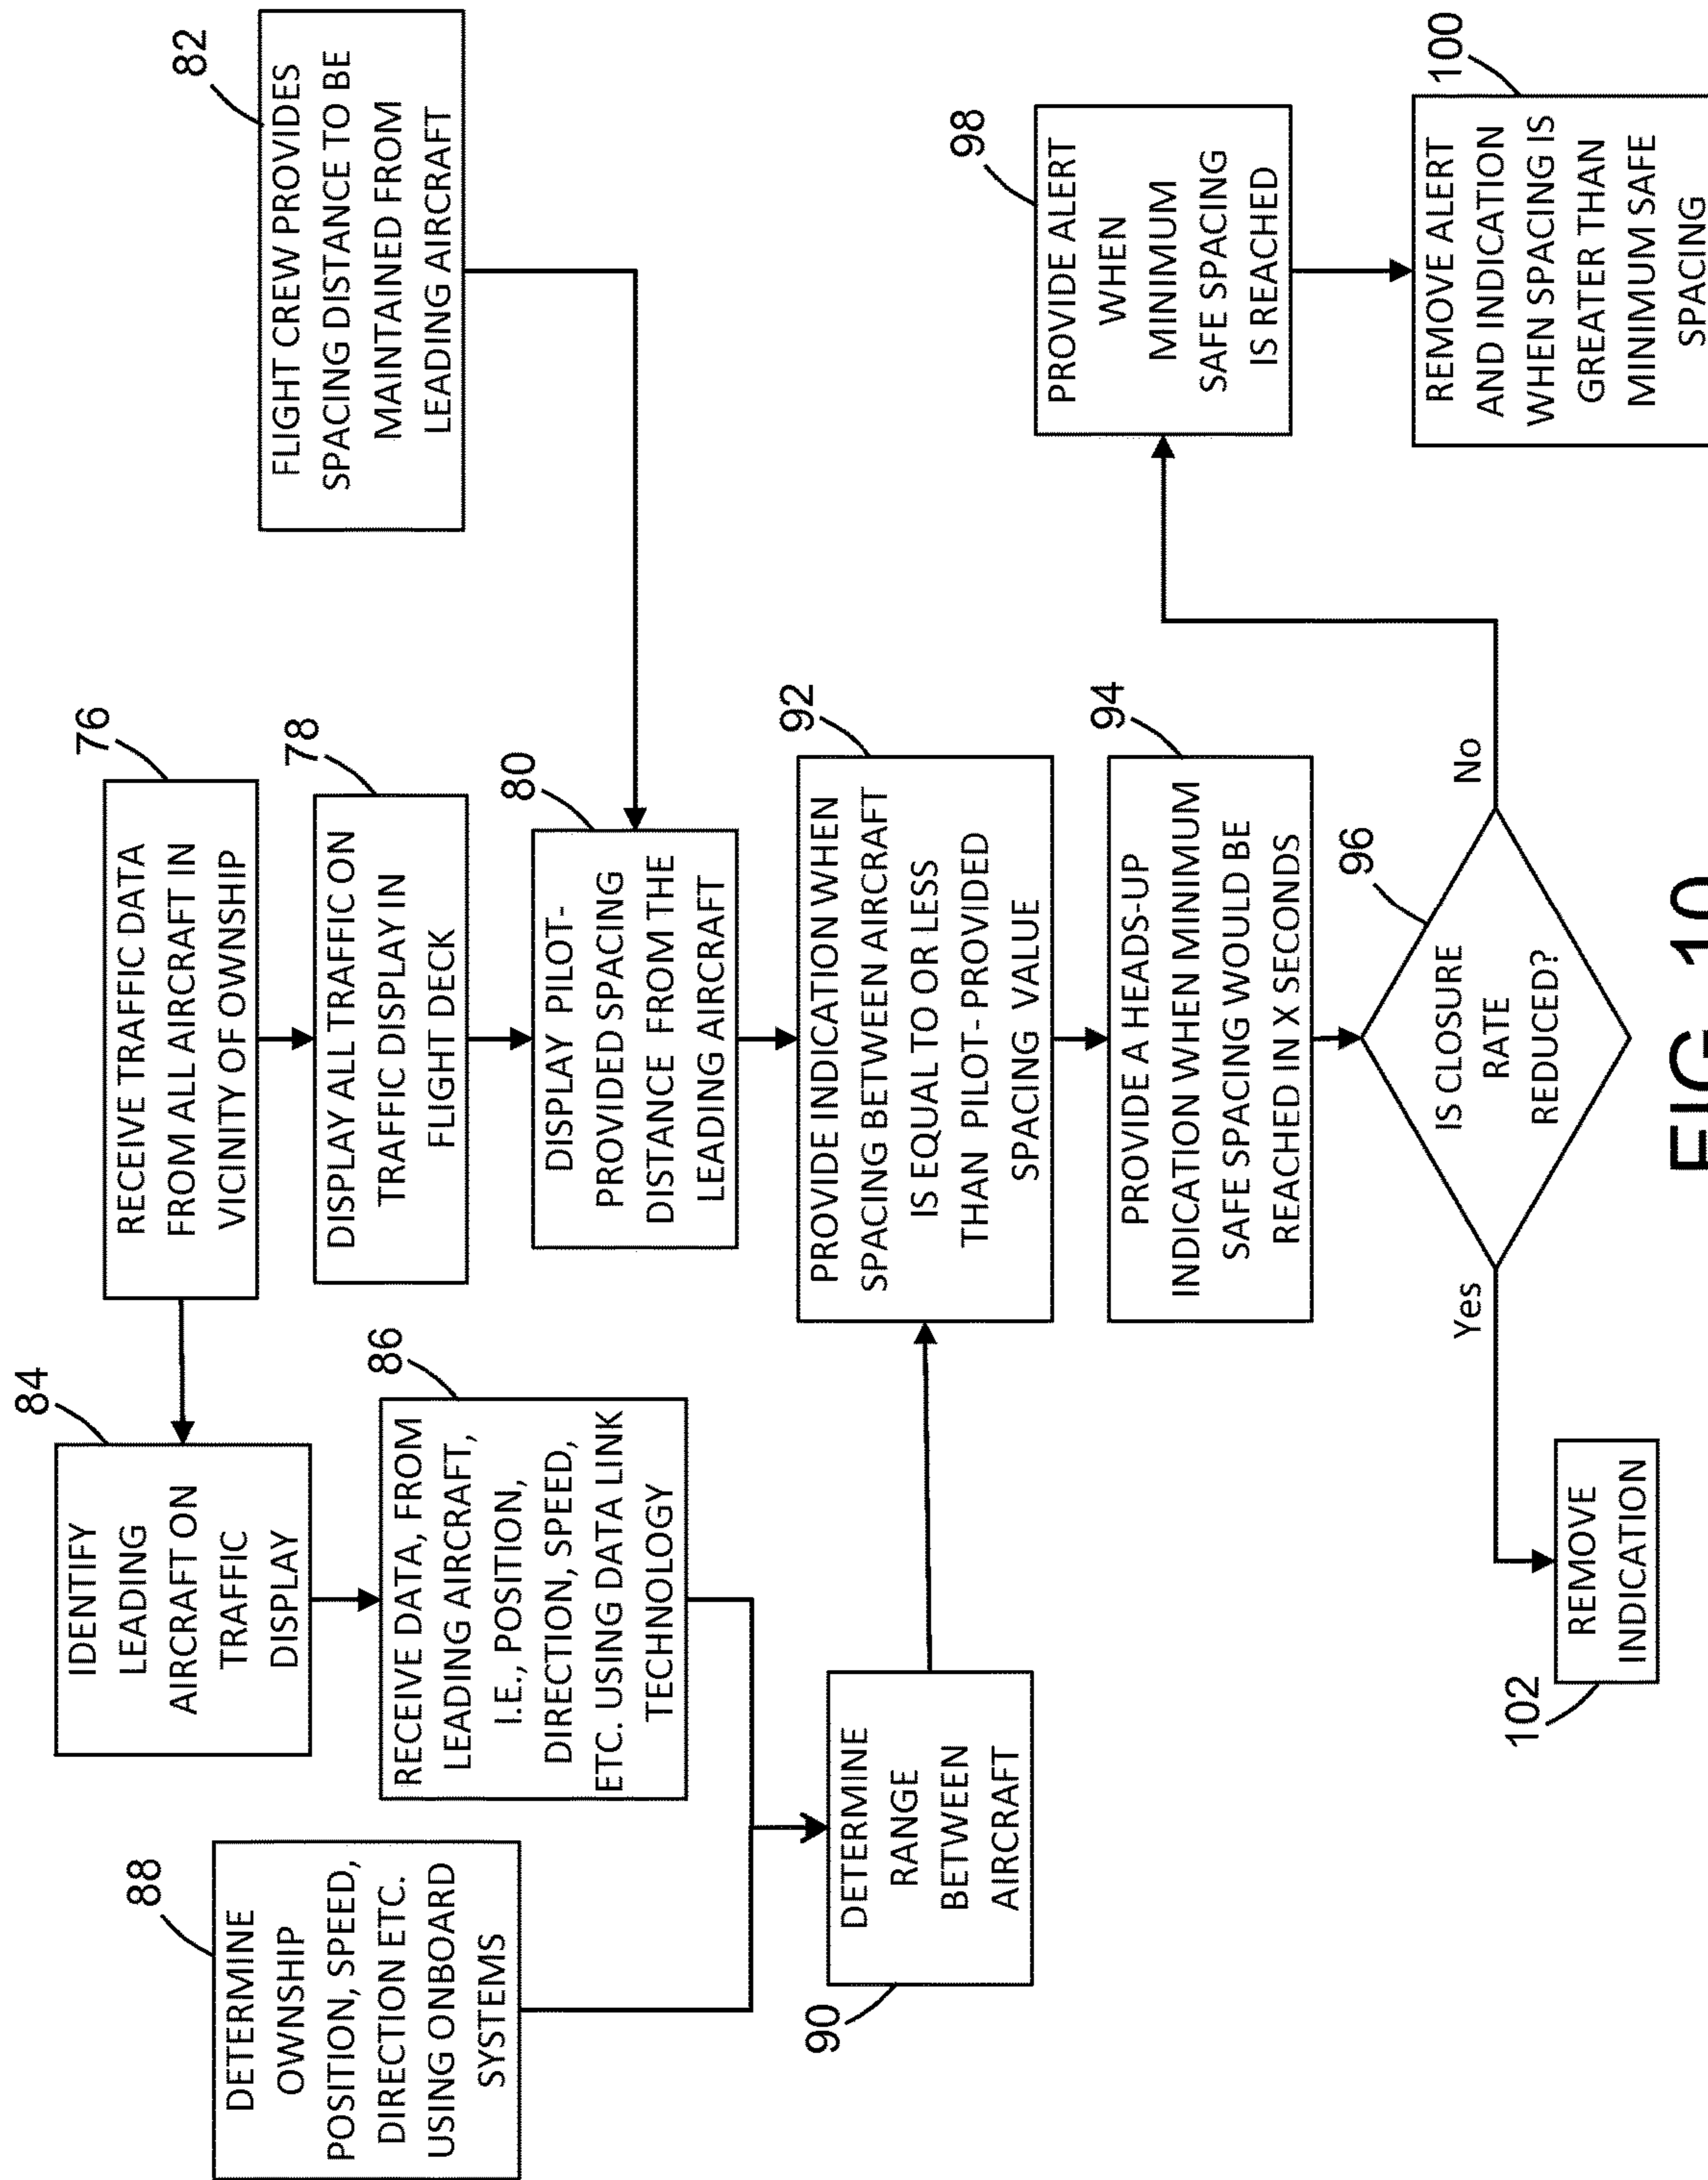 76
RECEIVE TRAFFIC DATA
FROM ALL AIRCRAFT IN
VICINITY OF OWNSHIP
84
IDENTIFY
LEADING
AIRCRAFT ON
TRAFFIC
DISPLAY
78
DISPLAY ALL TRAFFIC ON
TRAFFIC DISPLAY IN
FLIGHT DECK
82
FLIGHT CREW PROVIDES
SPACING DISTANCE TO BE
MAINTAINED FROM
LEADING AIRCRAFT
88
DETERMINE
OWNSHIP
POSITION, SPEED,
DIRECTION ETC.
USING ONBOARD
SYSTEMS
86
RECEIVE DATA, FROM
LEADING AIRCRAFT,
I.E., POSITION,
DIRECTION, SPEED,
ETC. USING DATA LINK
TECHNOLOGY
80
DISPLAY PILOT-
PROVIDED SPACING
DISTANCE FROM THE
LEADING AIRCRAFT
90
DETERMINE
RANGE
BETWEEN
AIRCRAFT
92
PROVIDE INDICATION WHEN
SPACING BETWEEN AIRCRAFT
IS EQUAL TO OR LESS
THAN PILOT-PROVIDED
SPACING VALUE
94
PROVIDE A HEADS-UP
INDICATION WHEN MINIMUM
SAFE SPACING WOULD BE
REACHED IN X SECONDS
98
PROVIDE ALERT
WHEN
MINIMUM
SAFE SPACING
IS REACHED
96
IS CLOSURE
RATE
REDUCED?
Yes
No
102
REMOVE
INDICATION
100
REMOVE ALERT
AND INDICATION
WHEN SPACING IS
GREATER THAN
MINIMUM SAFE
SPACING
FIG. 10